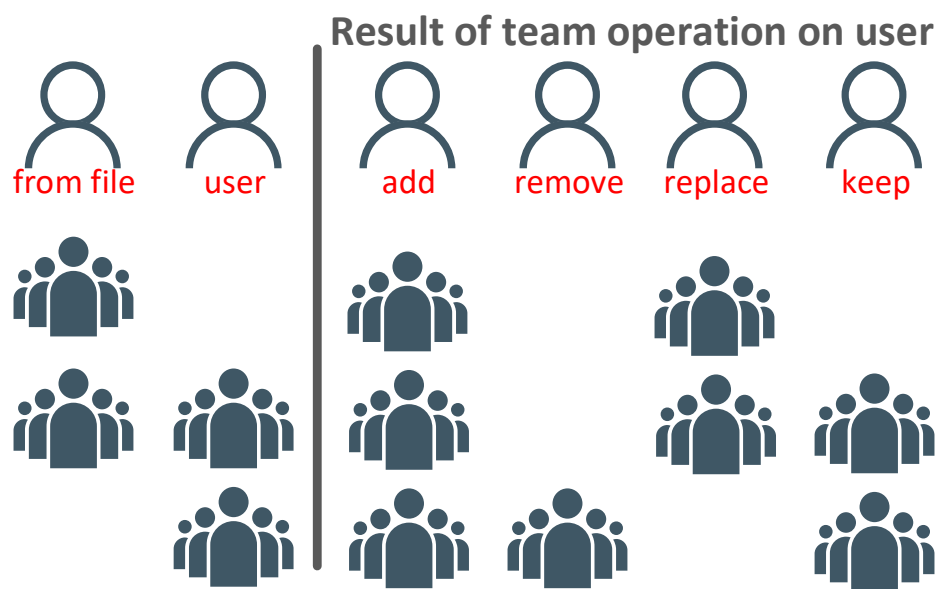 Result of team operation on user
from file user add remove replace keep